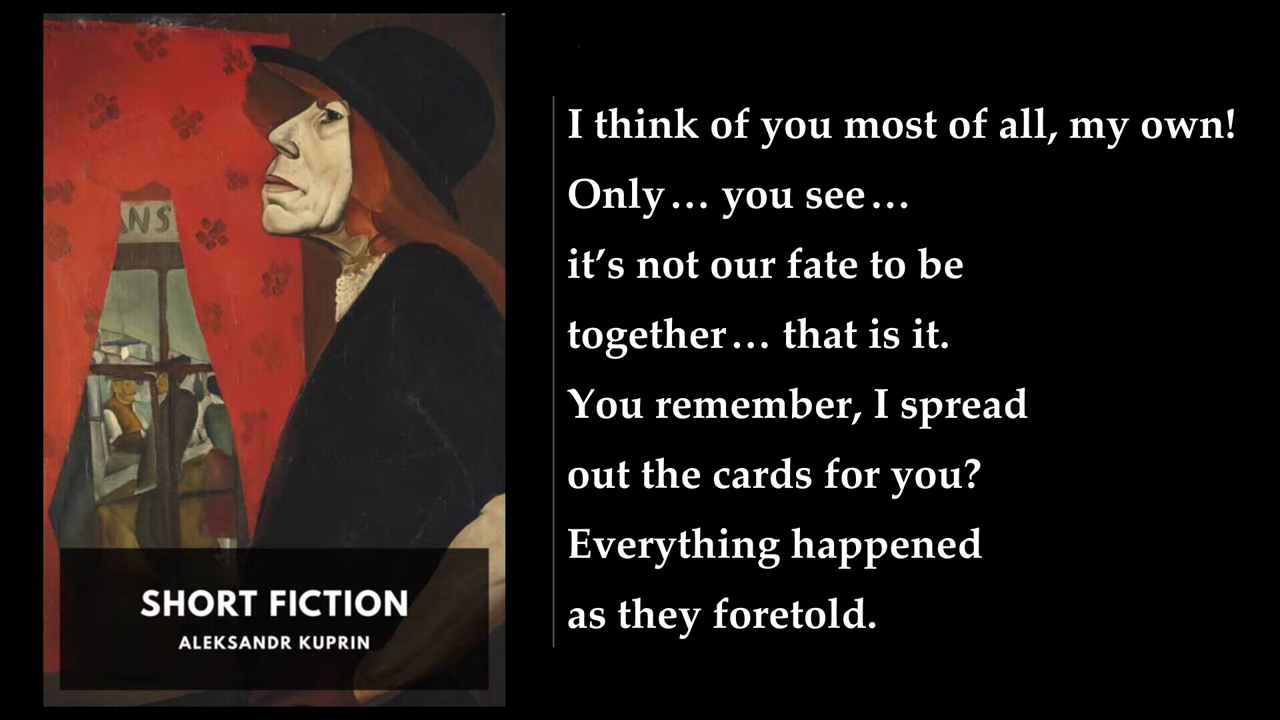 ANS
SHORT FICTION
ALEKSANDR KUPRIN
I think of you most of all, my own!
Only… you see…
it’s not our fate to be
together… that is it.
You remember, I spread
out the cards for you?
Everything happened
as they foretold.